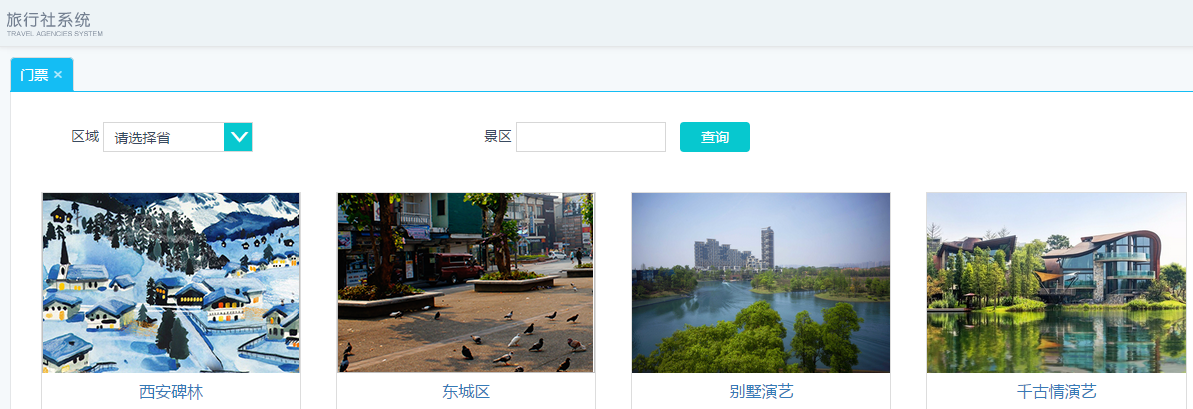 旅行社系统
TRAVEL AGENCIES SYSTEM
门票 ×
区域 请选择省 景区 查询
西安碑林 东城区 别墅演艺 千古情演艺